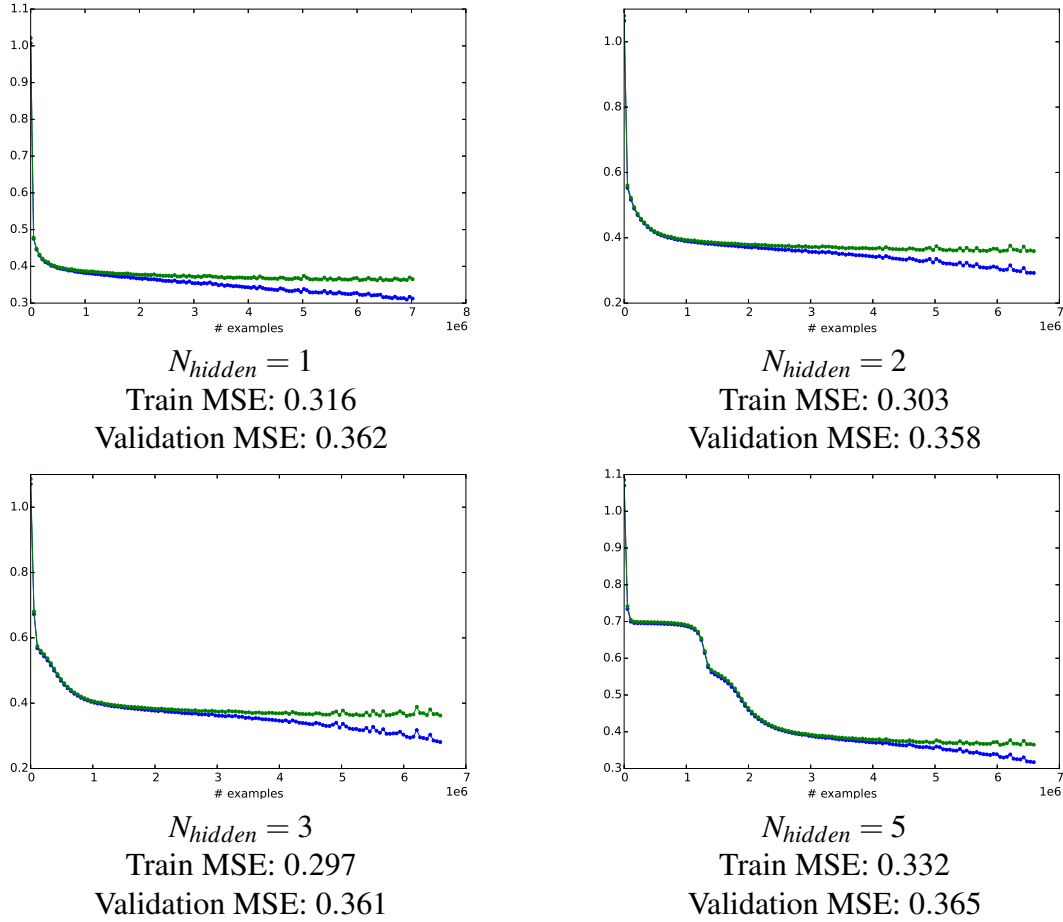 1.1
1.0
0.9
0.8
0.7
0.6
0.5
0.4
0.3
0 1 2 3 4 5 6 7 8
# examples 1e6
N_hidden = 1
Train MSE: 0.316
Validation MSE: 0.362
1.0
0.8
0.6
0.4
0.2
0 1 2 3 4 5 6 7
# examples 1e6
N_hidden = 2
Train MSE: 0.303
Validation MSE: 0.358
1.0
0.8
0.6
0.4
0.2
0 1 2 3 4 5 6 7
# examples 1e6
N_hidden = 3
Train MSE: 0.297
Validation MSE: 0.361
1.1
1.0
0.9
0.8
0.7
0.6
0.5
0.4
0.3
0 1 2 3 4 5 6 7
# examples 1e6
N_hidden = 5
Train MSE: 0.332
Validation MSE: 0.365